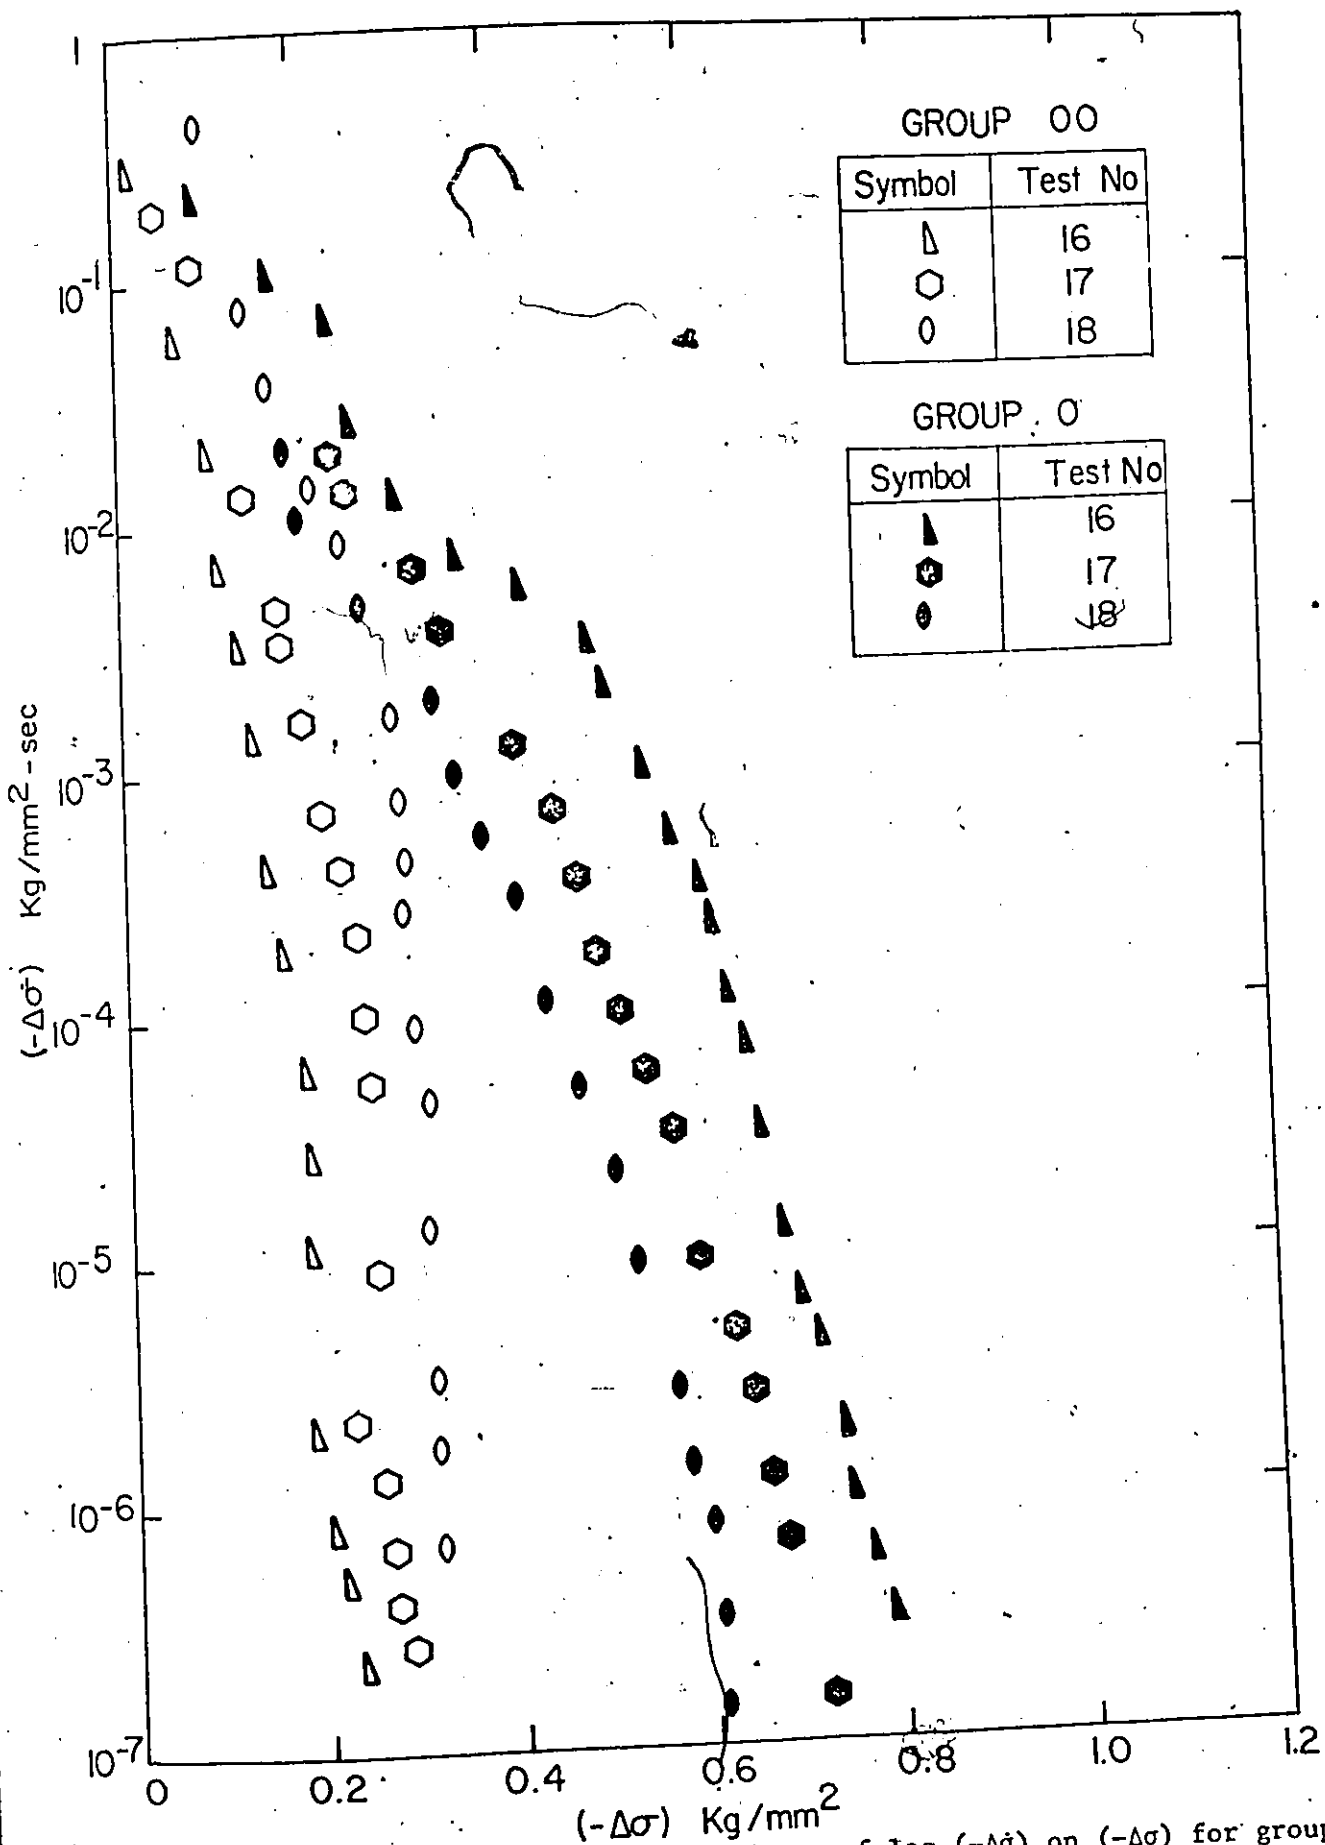 1
GROUP 00
Symbol Test No
16
17
18
10-1
GROUP 0
Symbol Test No
16
17
18
10-2
10-3
(-Δσ̇) Kg/mm2-sec
10-4
10-5
10-6
10-7
0 0.2 0.4 0.6 0.8 1.0 1.2
(-Δσ) Kg/mm2
(-Δσ̇) on (-Δσ) for group